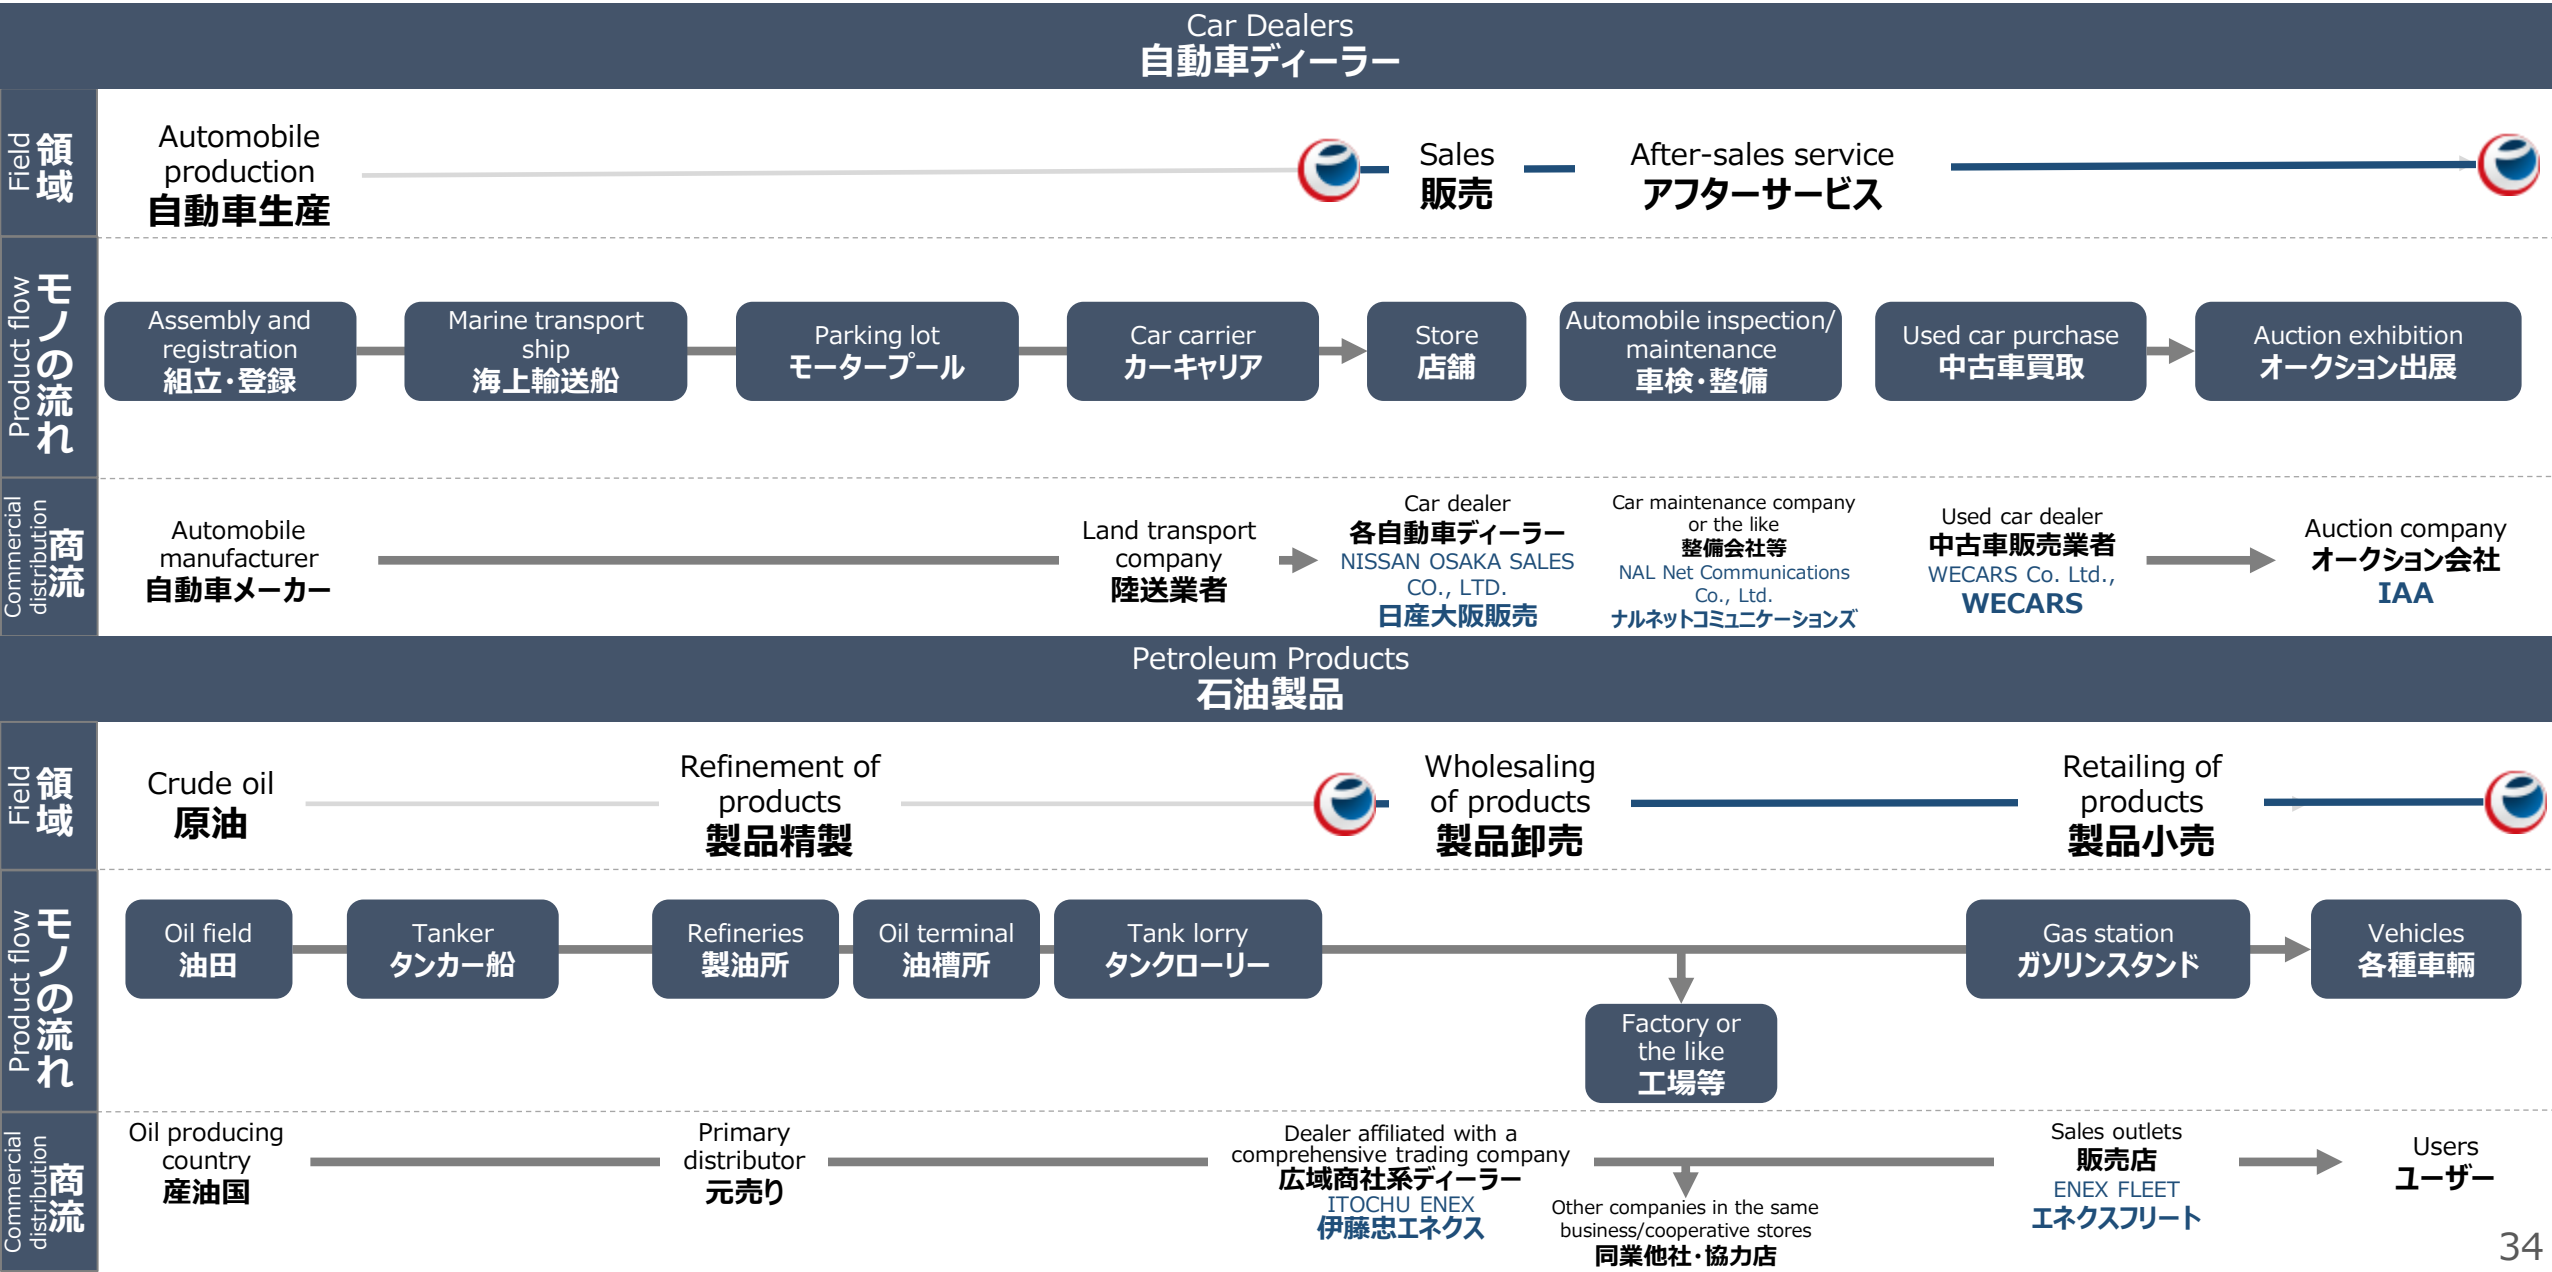 Car Dealers
自動車ディーラー
Field
領域
Automobile
production
自動車生産
Sales
販売
After-sales service
アフターサービス
Product flow
モノの流れ
Assembly and
registration
組立・登録
Marine transport
ship
海上輸送船
Parking lot
モータープール
Car carrier
カーキャリア
Store
店舗
Automobile inspection/
maintenance
車検・整備
Used car purchase
中古車買取
Auction exhibition
オークション出展
Commercial
distribution
商流
Automobile
manufacturer
自動車メーカー
Land transport
company
陸送業者
Car dealer
各自動車ディーラー
NISSAN OSAKA SALES
CO., LTD.
日産大阪販売
Car maintenance company
or the like
整備会社等
NAL Net Communications
Co., Ltd.
ナルネットコミュニケーションズ
Used car dealer
中古車販売業者
WECARS Co. Ltd.,
WECARS
Auction company
オークション会社
IAA
Petroleum Products
石油製品
Field
領域
Crude oil
原油
Refinement of
products
製品精製
Wholesaling
of products
製品卸売
Retailing of
products
製品小売
Product flow
モノの流れ
Oil field
油田
Tanker
タンカー船
Refineries
製油所
Oil terminal
油槽所
Tank lorry
タンクローリー
Factory or
the like
工場等
Gas station
ガソリンスタンド
Vehicles
各種車輌
Commercial
distribution
商流
Oil producing
country
産油国
Primary
distributor
元売り
Dealer affiliated with a
comprehensive trading company
広域商社系ディーラー
ITOCHU ENEX
伊藤忠エネクス
Other companies in the same
business/cooperative stores
同業他社・協力店
Sales outlets
販売店
ENEX FLEET
エネクスフリート
Users
ユーザー
34